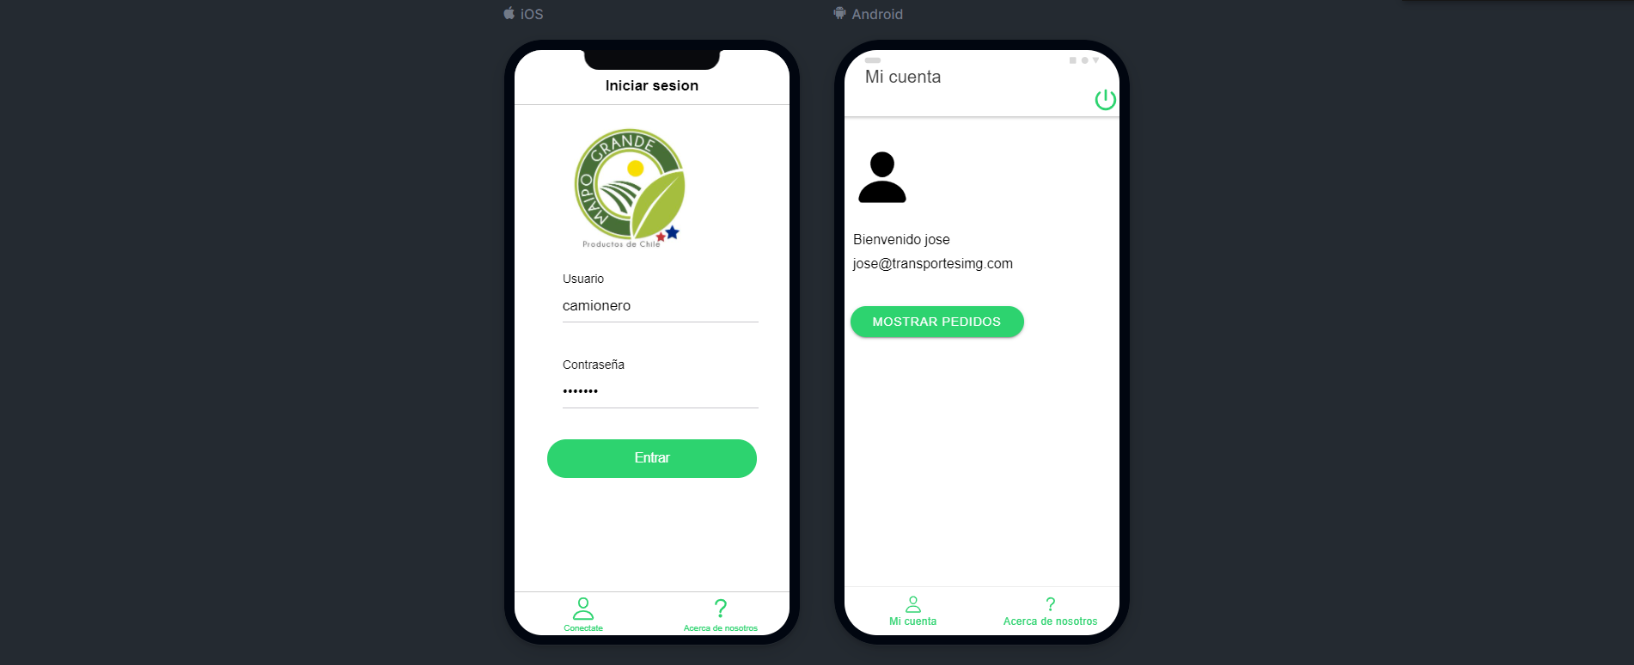 iOS
Iniciar sesion
MAIPO GRANDE
Productos de Chile
Usuario
camionero
Contraseña
•••••••
Entrar
Conectate
Acerca de nosotros
Android
Mi cuenta
Bienvenido jose
jose@transportesimg.com
MOSTRAR PEDIDOS
Mi cuenta
Acerca de nosotros